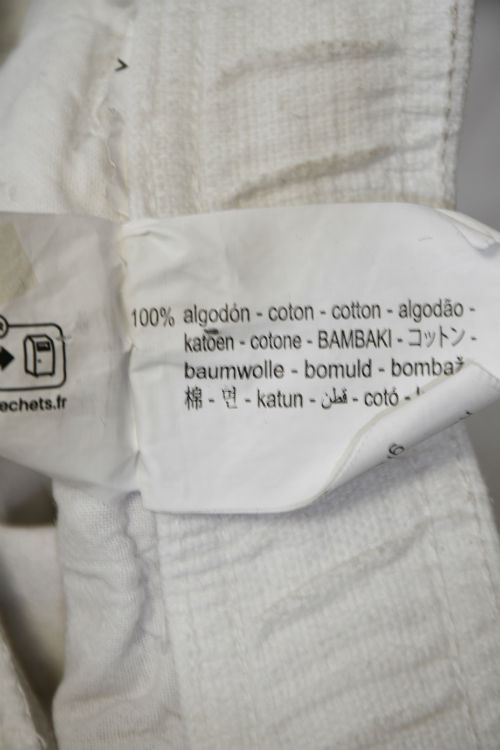 100% algodón - coton - cotton - algodão -
katoen - cotone - BAMBAKI - コットン -
baumwolle - bomuld - bombaž
棉 - 면 - katun - قطن - cotó -
echets.fr